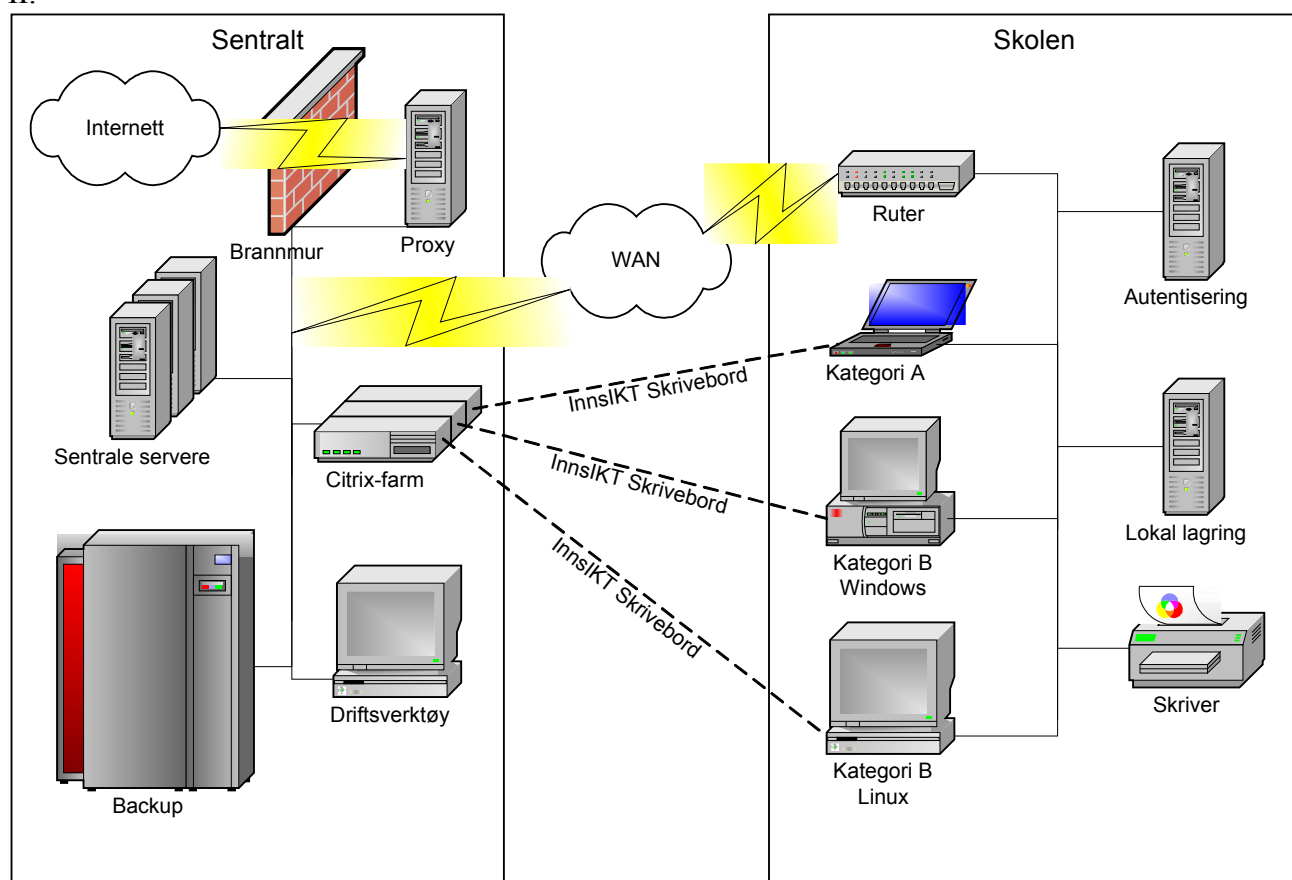 Sentralt
Skolen
Internett
Brannmur
Proxy
WAN
Ruter
Autentisering
Sentrale servere
Citrix-farm
InnsIKT Skrivebord
Kategori A
InnsIKT Skrivebord
Kategori B
Windows
Lokal lagring
InnsIKT Skrivebord
Backup
Driftsverktøy
Kategori B
Linux
Skriver